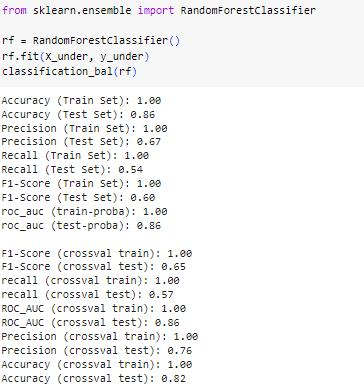 from sklearn.ensemble import RandomForestClassifier
rf = RandomForestClassifier()
rf.fit(X_under, y_under)
classification_bal(rf)
Accuracy (Train Set): 1.00
Accuracy (Test Set): 0.86
Precision (Train Set): 1.00
Precision (Test Set): 0.67
Recall (Train Set): 1.00
Recall (Test Set): 0.54
F1-Score (Train Set): 1.00
F1-Score (Test Set): 0.60
roc_auc (train-proba): 1.00
roc_auc (test-proba): 0.86
F1-Score (crossval train): 1.00
F1-Score (crossval test): 0.65
recall (crossval train): 1.00
recall (crossval test): 0.57
ROC_AUC (crossval train): 1.00
ROC_AUC (crossval test): 0.86
Precision (crossval train): 1.00
Precision (crossval test): 0.76
Accuracy (crossval train): 1.00
Accuracy (crossval test): 0.82